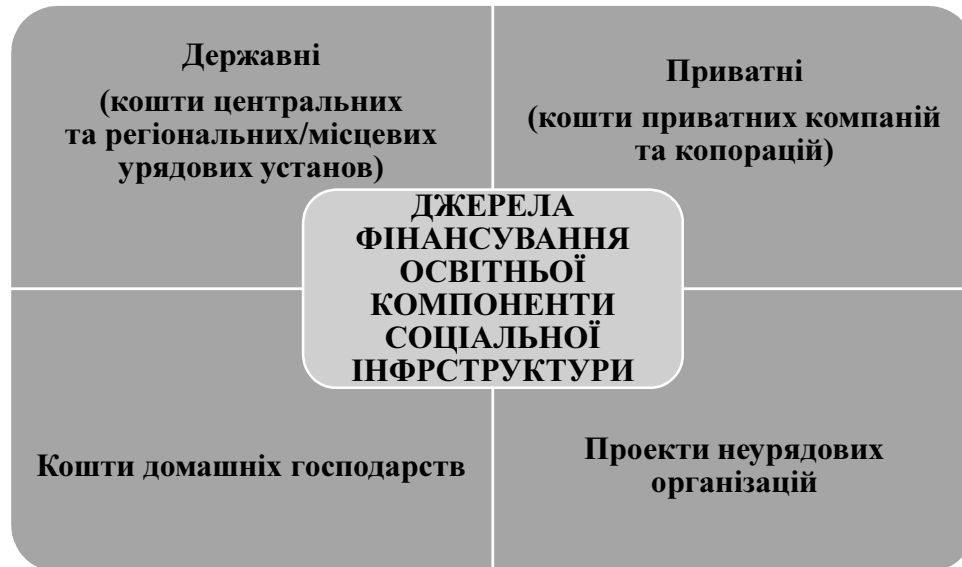 Державні
(кошти центральних
та регіональних/місцевих
урядових установ)
Приватні
(кошти приватних компаній
та копорацій)
ДЖЕРЕЛА
ФІНАНСУВАННЯ
ОСВІТНЬОЇ
КОМПОНЕНТИ
СОЦІАЛЬНОЇ
ІНФРСТРУКТУРИ
Кошти домашніх господарств
Проекти неурядових
організацій